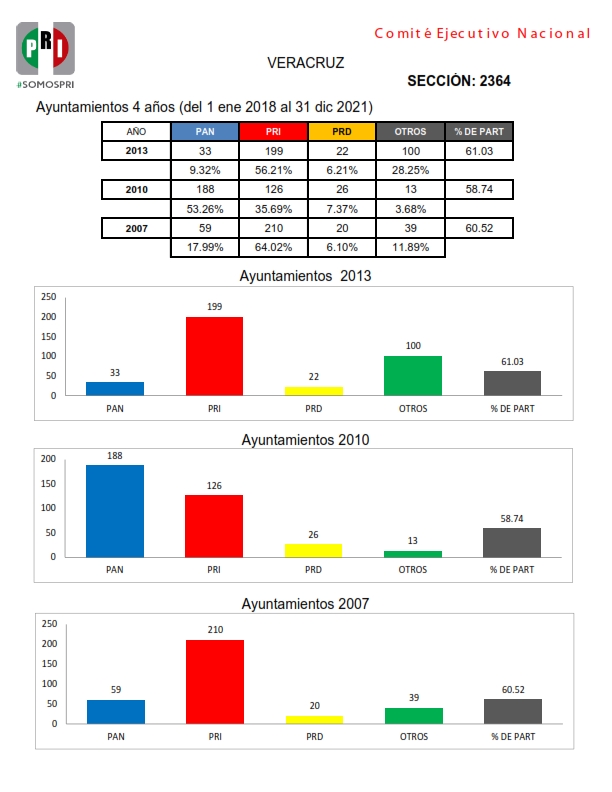 Comité Ejecutivo Nacional
PRI
#SOMOSPRI
VERACRUZ
SECCIÓN: 2364
Ayuntamientos 4 años (del 1 ene 2018 al 31 dic 2021)
AÑO PAN PRI PRD OTROS % DE PART
2013 33 199 22 100 61.03
9.32% 56.21% 6.21% 28.25%
2010 188 126 26 13 58.74
53.26% 35.69% 7.37% 3.68%
2007 59 210 20 39 60.52
17.99% 64.02% 6.10% 11.89%
Ayuntamientos 2013
250
200
150
100
50
0
33 199 22 100 61.03
PAN PRI PRD OTROS % DE PART
Ayuntamientos 2010
200
150
100
50
0
188 126 26 13 58.74
PAN PRI PRD OTROS % DE PART
Ayuntamientos 2007
250
200
150
100
50
0
59 210 20 39 60.52
PAN PRI PRD OTROS % DE PART